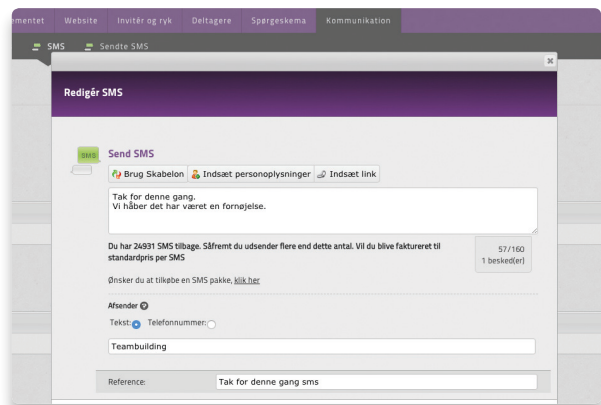 Website Invitér og ryk Deltagere Spørgeskema Kommunikation
SMS Sendte SMS
Redigér SMS
SMS
Send SMS
Brug Skabelon Indsæt personoplysninger Indsæt link
Tak for denne gang.
Vi håber det har været en fornøjelse.
Du har 24931 SMS tilbage. Såfremt du udsender flere end dette antal. Vil du blive faktureret til
standardpris per SMS
57/160
1 besked(er)
Ønsker du at tilkøbe en SMS pakke, klik her
Afsender
Tekst: Telefonnummer:
Teambuilding
Reference: Tak for denne gang sms